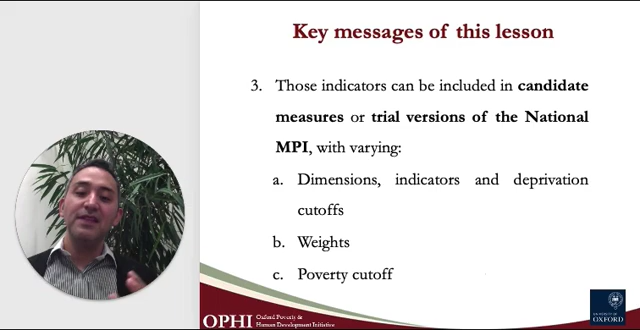 Key messages of this lesson
3. Those indicators can be included in candidate
measures or trial versions of the National
MPI, with varying:
a. Dimensions, indicators and deprivation
cutoffs
b. Weights
c. Poverty cutoff
OPHI Oxford Poverty &
Human Development Initiative
UNIVERSITY OF
OXFORD